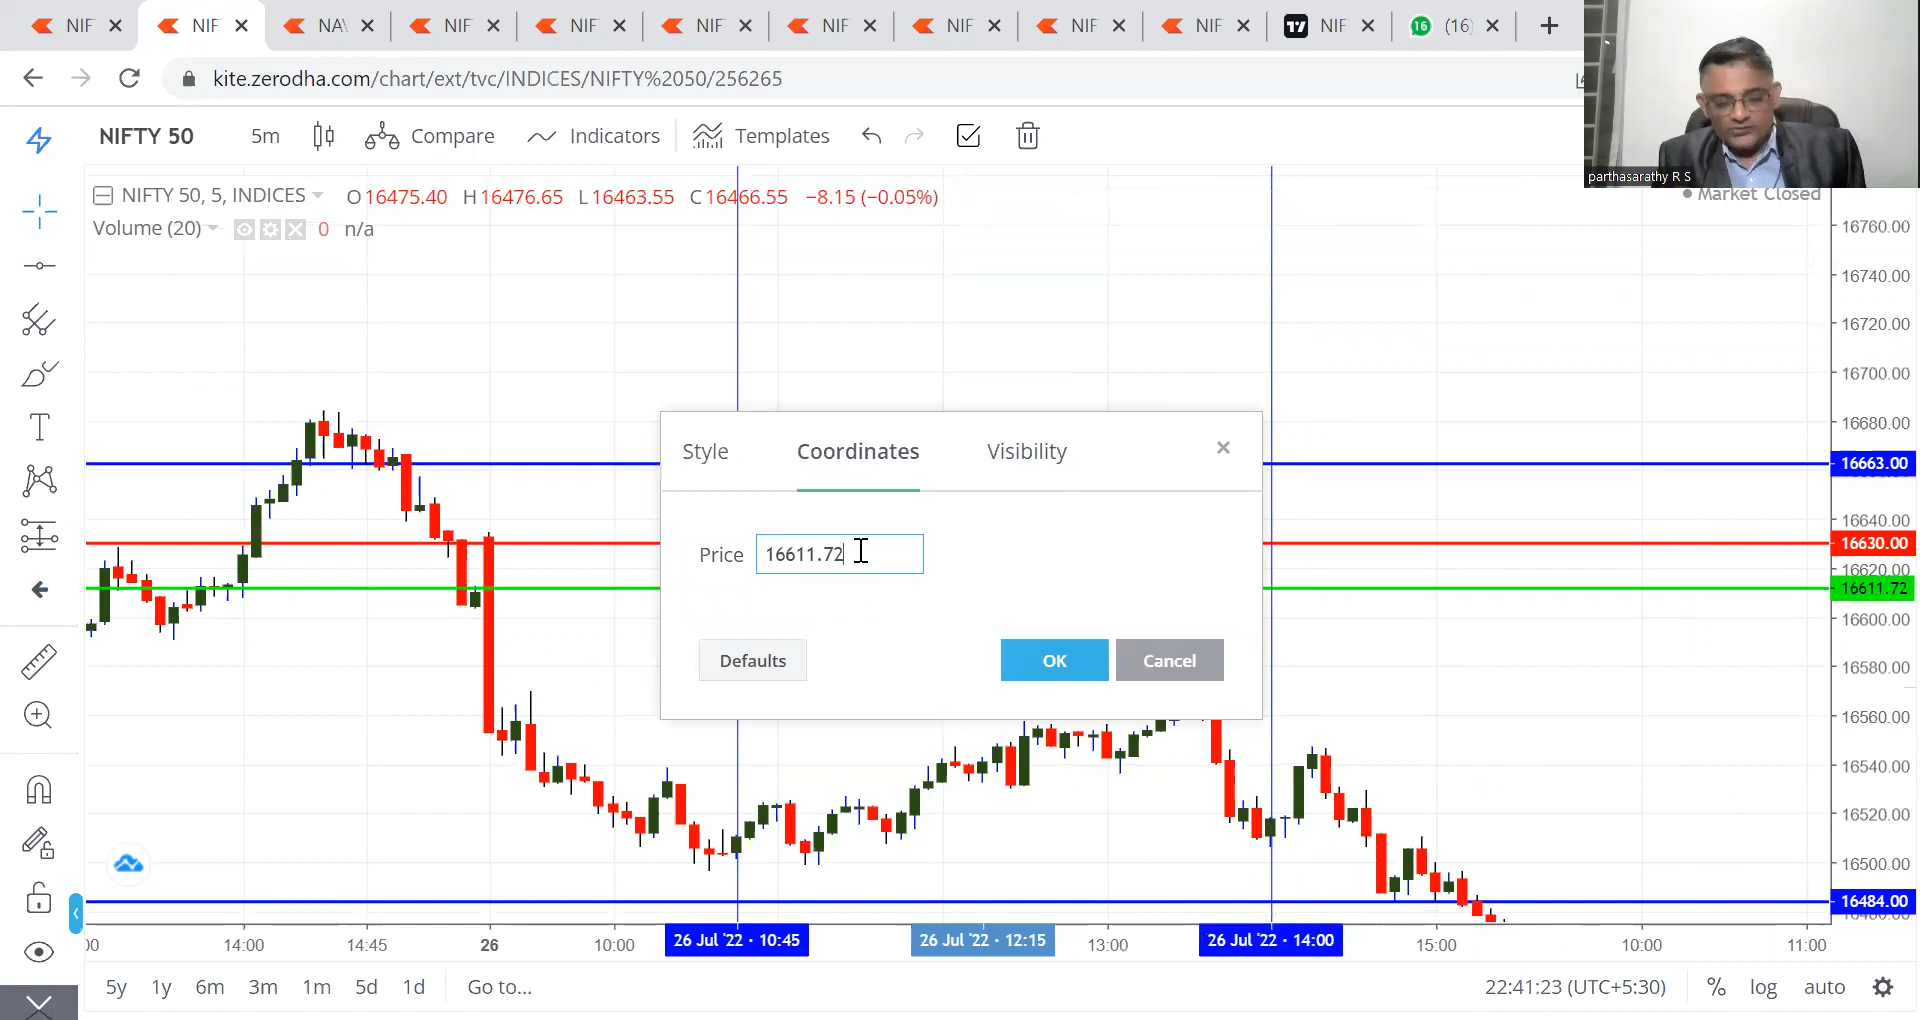 NIF
NIF
NA
NIF
NIF
NIF
NIF
NIF
NIF
NIF
NIF
16 (16)
kite.zerodha.com/chart/ext/tvc/INDICES/NIFTY%2050/256265
NIFTY 50 5m Compare Indicators Templates
parthasarathy R S
NIFTY 50, 5, INDICES O16475.40 H16476.65 L16463.55 C16466.55 −8.15 (−0.05%)
Market Closed
Volume (20) 0 n/a
16760.00
16740.00
16720.00
16700.00
16680.00
16663.00
16640.00
16630.00
16620.00
16611.72
16600.00
16580.00
16560.00
16540.00
16520.00
16500.00
16484.00
Style Coordinates Visibility
Price 16611.72
Defaults OK Cancel
:00 14:00 14:45 26 10:00 26 Jul '22 · 10:45 26 Jul '22 · 12:15 13:00 26 Jul '22 · 14:00 15:00 10:00 11:00
5y 1y 6m 3m 1m 5d 1d Go to... 22:41:23 (UTC+5:30) % log auto